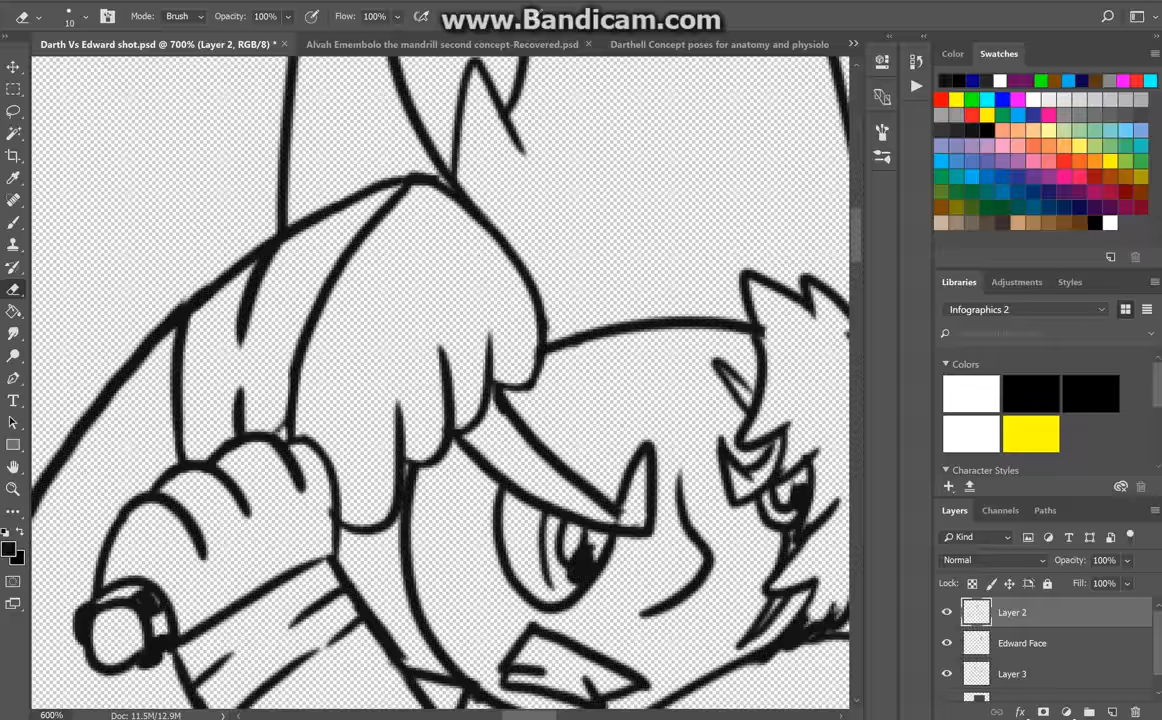 www.Bandicam.com
10
Mode: Brush Opacity: 100% Flow: 100%
Darth Vs Edward shot.psd @ 700% (Layer 2, RGB/8) * ×
Alvah Emembolo the mandrill second concept-Recovered.psd ×
Darthell Concept poses for anatomy and physiolo
Color Swatches
Libraries Adjustments Styles
Infographics 2
Colors
Character Styles
Layers Channels Paths
Kind
Normal Opacity: 100%
Lock: Fill: 100%
Layer 2
Edward Face
Layer 3
600% Doc: 11.5M/12.9M